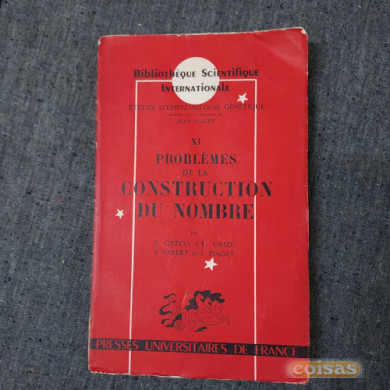 Bibliothèque Scientifique
Internationale
ÉTUDES D'ÉPISTÉMOLOGIE GÉNÉTIQUE
JEAN PIAGET
XI
PROBLÈMES
DE LA
CONSTRUCTION
DU NOMBRE
par
P. GRÉCO, J.B. GRIZE
S. PAPERT et J. PIAGET
PRESSES UNIVERSITAIRES DE FRANCE
coisas